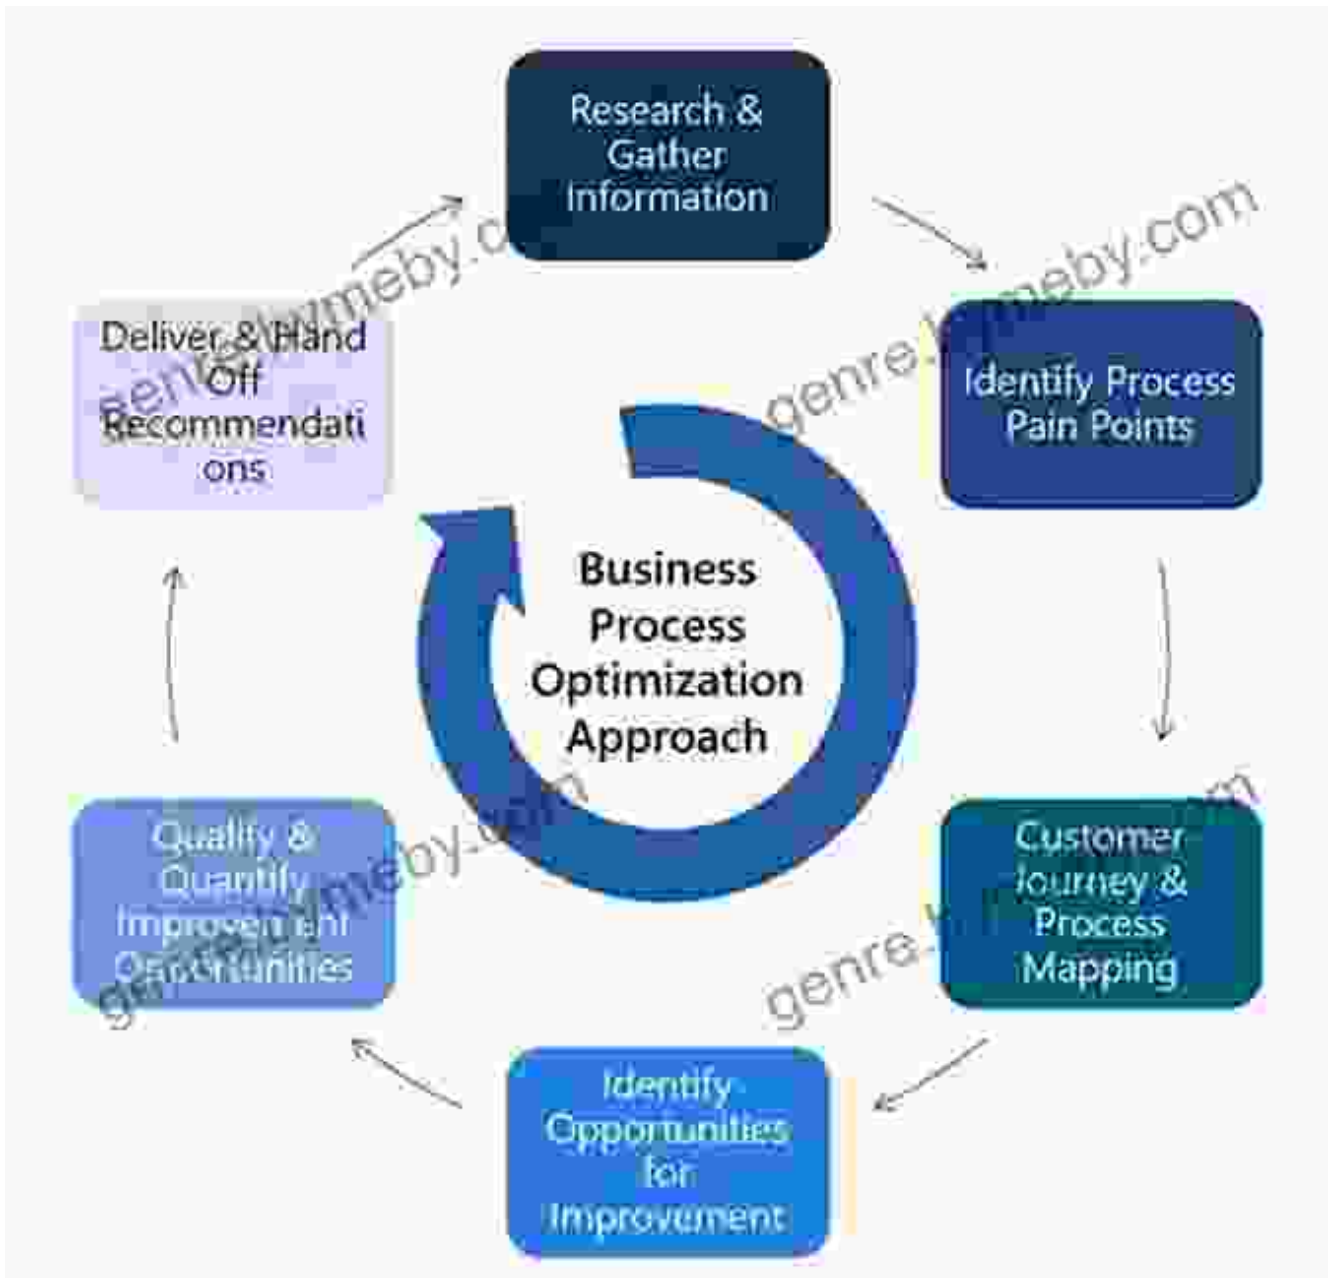 Research &
Gather
Information
Identify Process
Pain Points
Customer
Journey &
Process
Mapping
Identify
Opportunities
for
Improvement
Qualify &
Quantify
Improvement
Opportunities
Deliver & Hand
Off
Recommendati
ons
Business
Process
Optimization
Approach